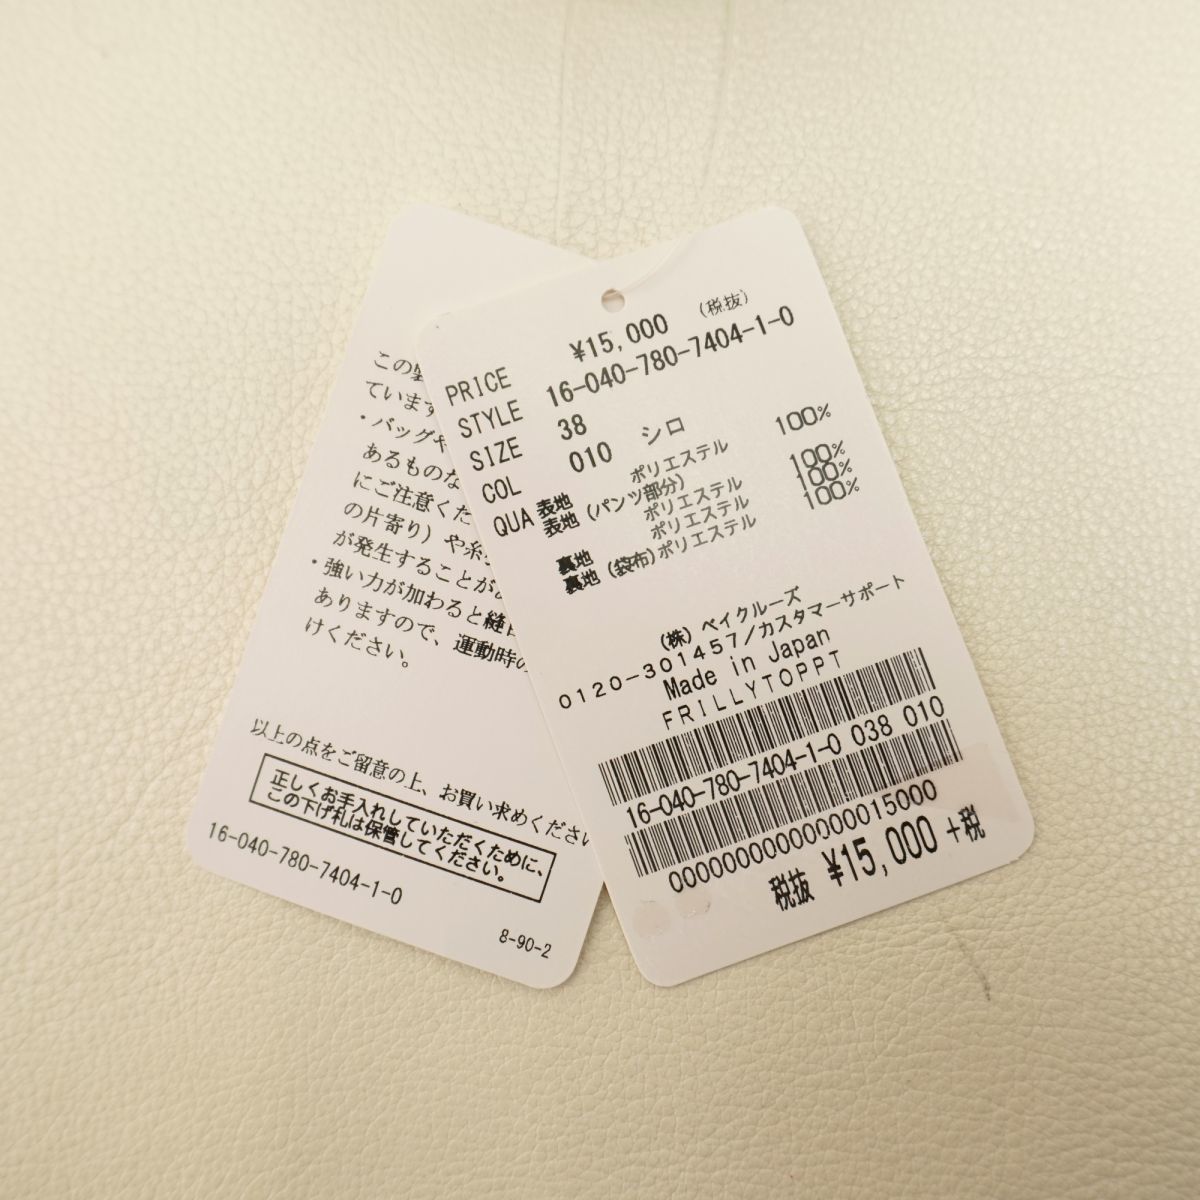 この
ています
・バッグや
あるものな
にご注意くだ
の片寄り）や糸
が発生することが
・強い力が加わると縫
ありますので、運動時の
けください。
以上の点をご留意の上、お買い求めください
正しくお手入れしていただくために、
この下げ札は保管してください。
16-040-780-7404-1-0
8-90-2
PRICE ¥15,000 (税抜)
STYLE 16-040-780-7404-1-0
SIZE 38
COL 010 シロ
QUA 表地 ポリエステル 100%
表地 (パンツ部分)
ポリエステル 100%
裏地 ポリエステル 100%
裏地 (袋布)ポリエステル 100%
(株) ベイクルーズ
0120-301457/カスタマーサポート
Made in Japan
FRILLYTOPPT
16-040-780-7404-1-0 038 010
税抜 ¥15,000 +税